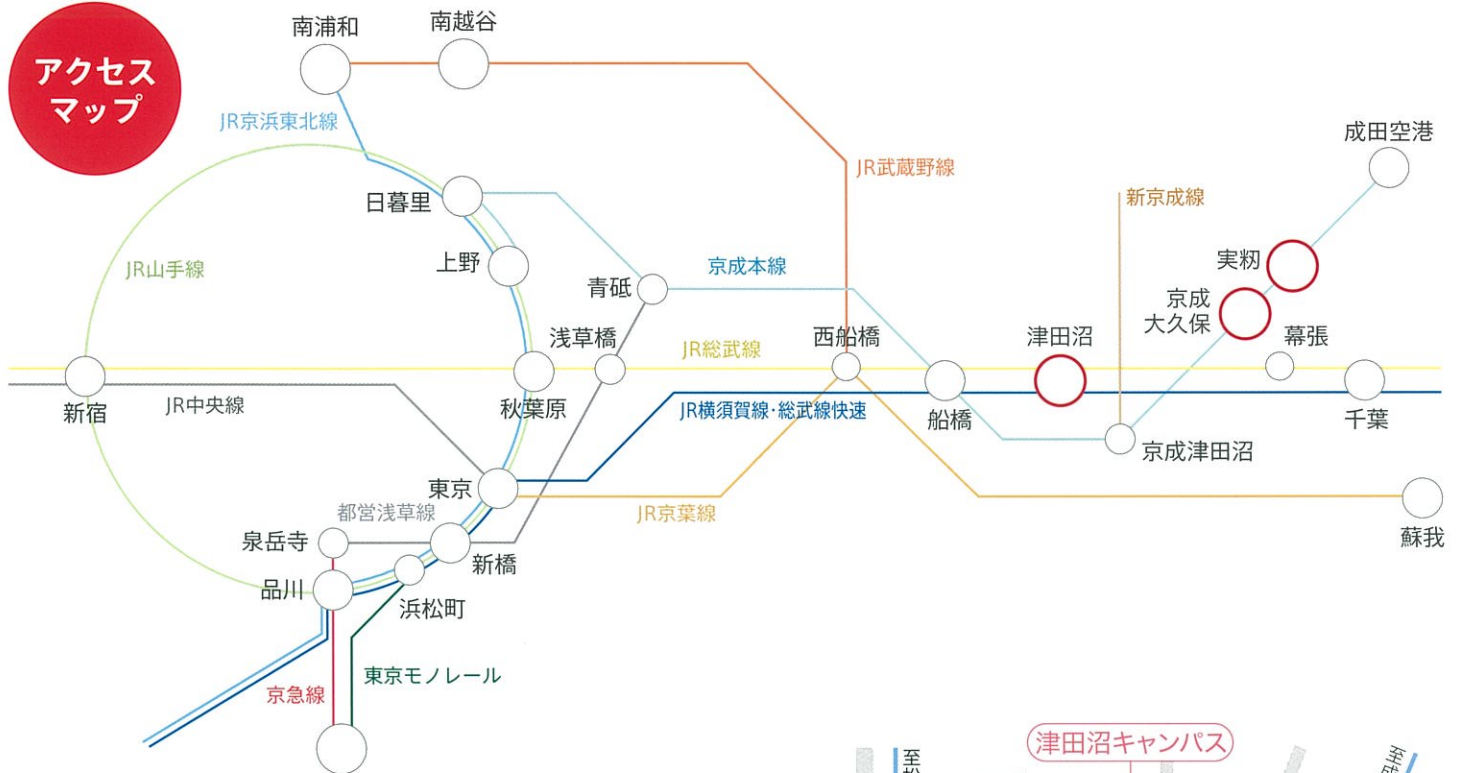 アクセス
マップ
南浦和
南越谷
JR京浜東北線
成田空港
JR武蔵野線
日暮里
新京成線
上野
JR山手線
京成本線
実籾
青砥
京成
大久保
浅草橋
JR総武線
西船橋
津田沼
幕張
新宿
JR中央線
秋葉原
JR横須賀線・総武線快速
船橋
千葉
京成津田沼
東京
都営浅草線
JR京葉線
泉岳寺
新橋
蘇我
品川
浜松町
東京モノレール
京急線
津田沼キャンパス
至
至